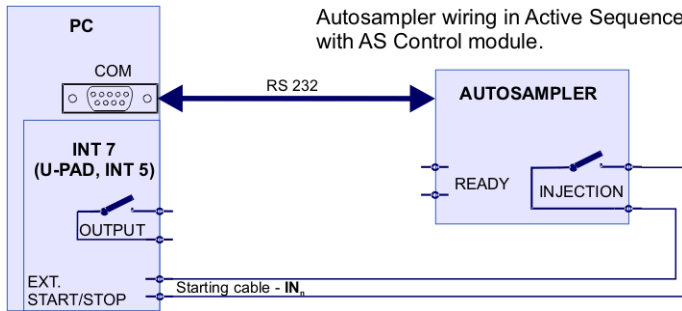 Autosampler wiring in Active Sequence
with AS Control module.
PC
COM
RS 232
AUTOSAMPLER
INT 7
(U-PAD, INT 5)
READY
INJECTION
OUTPUT
EXT.
START/STOP
Starting cable - INn